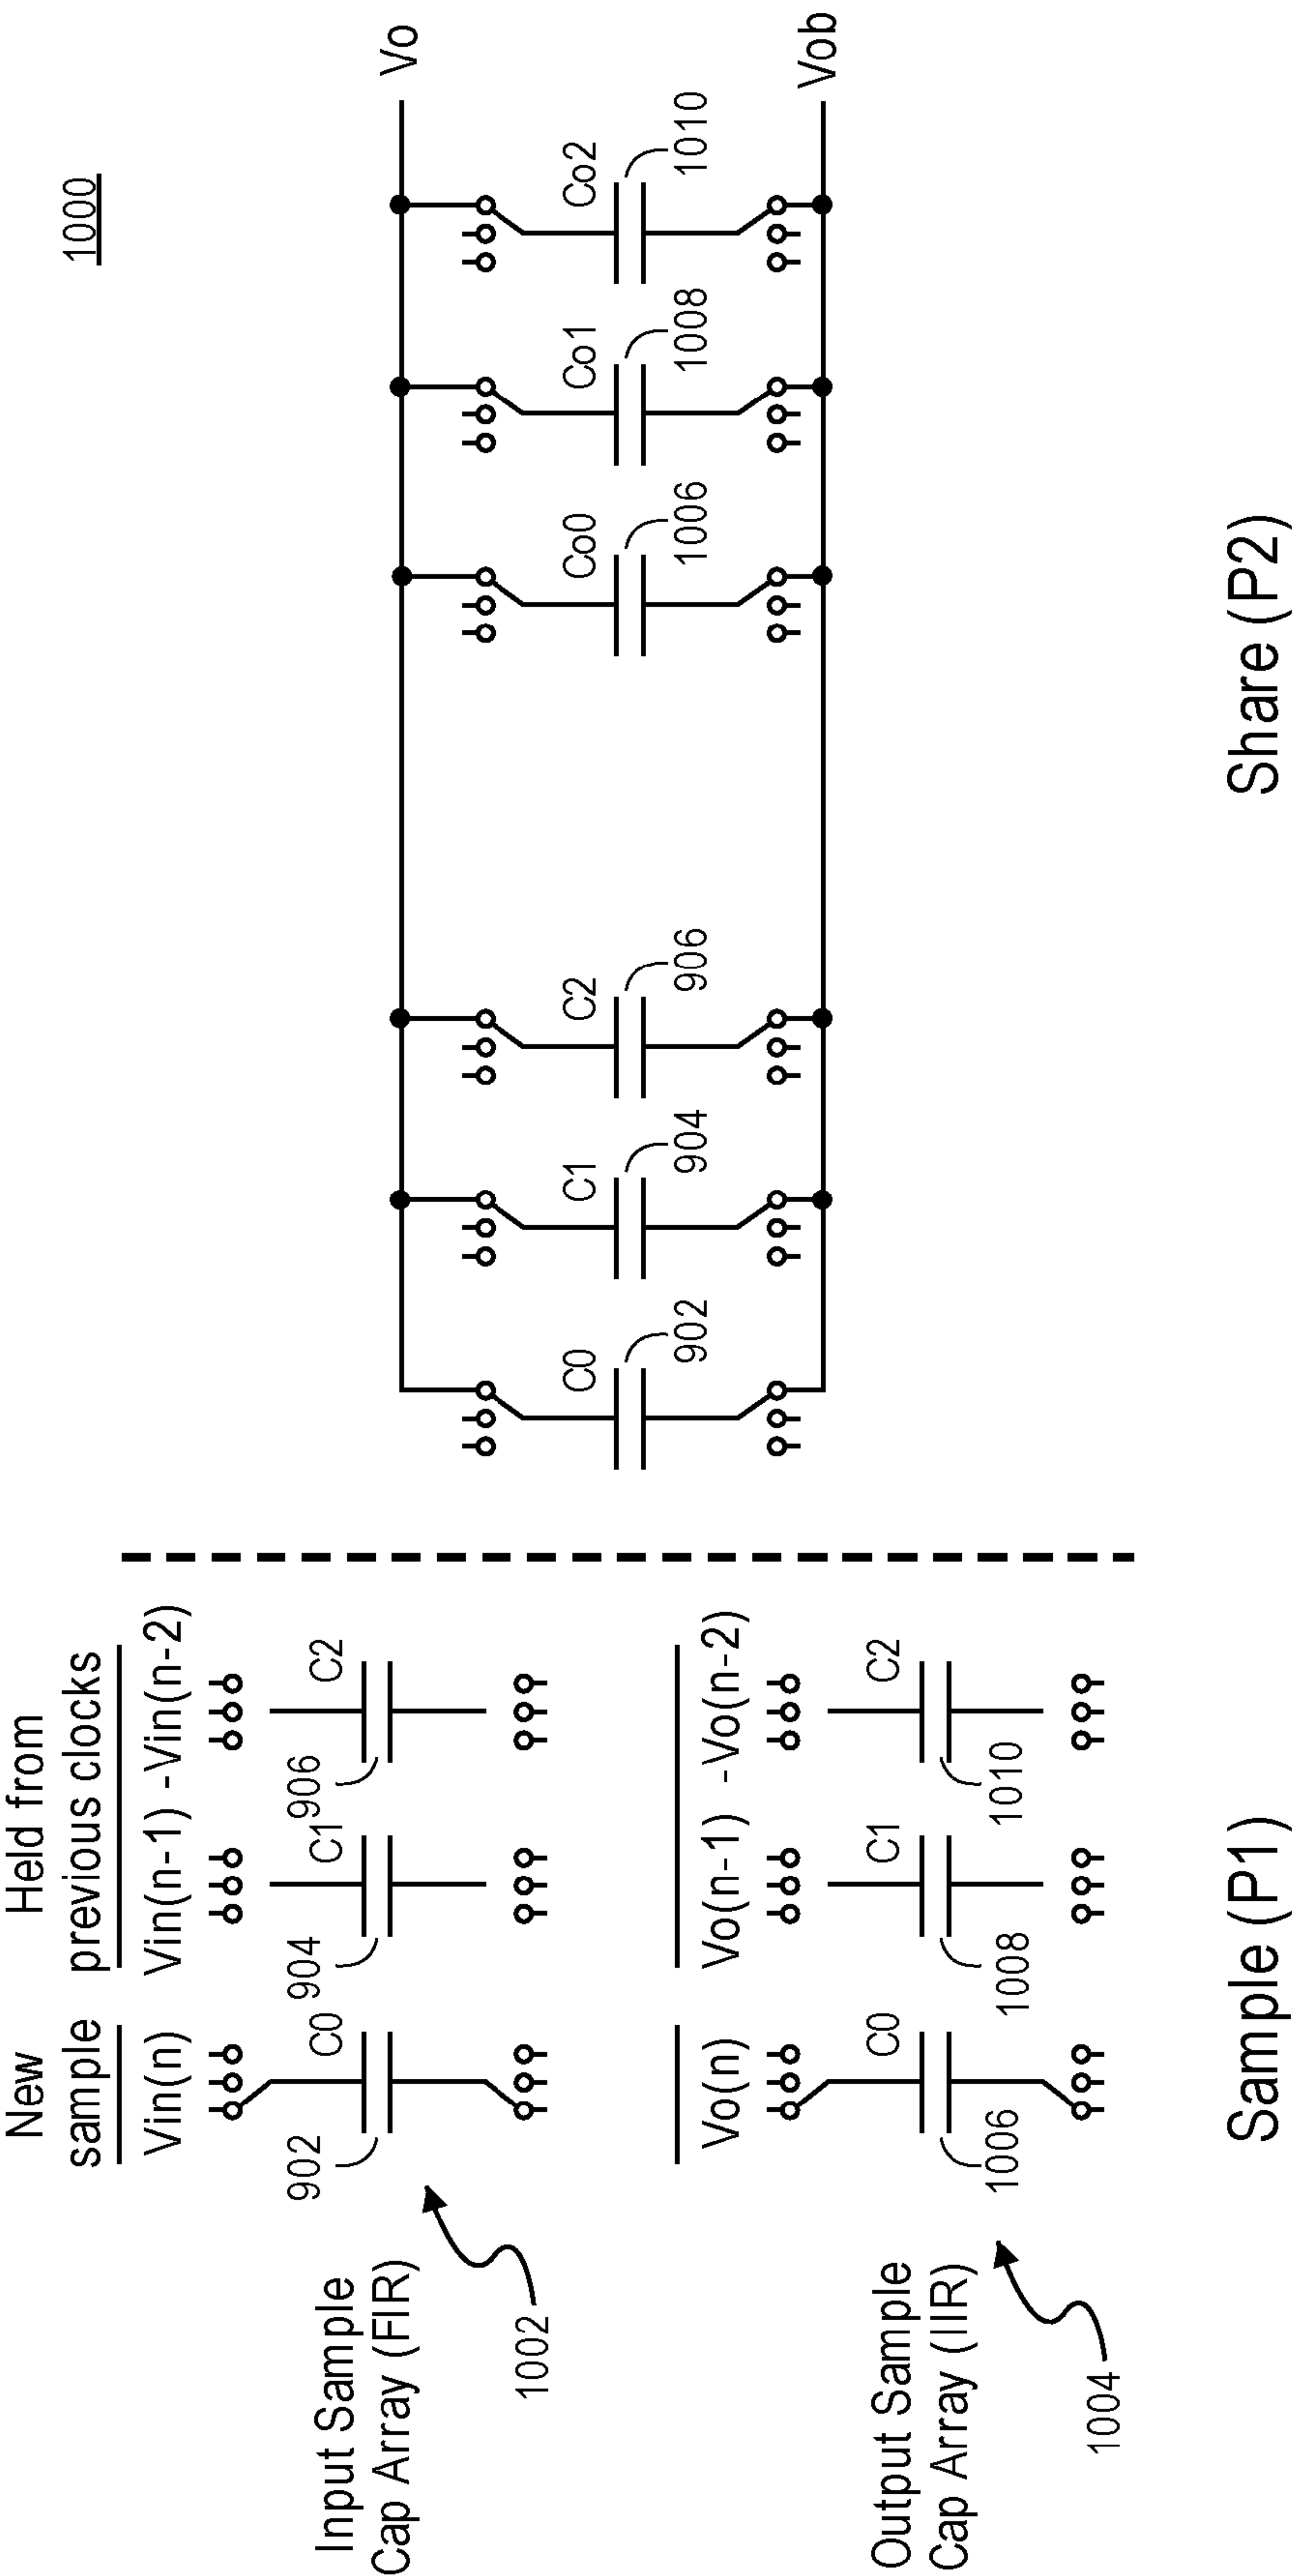 1000
New
sample
Held from
previous clocks
Vin(n)
Vin(n-1)
-Vin(n-2)
902
C0
904
C1
906
C2
Input Sample
Cap Array (FIR)
1002
Vo(n)
Vo(n-1)
-Vo(n-2)
C0
1006
C1
1008
C2
1010
Output Sample
Cap Array (IIR)
1004
Sample (P1)
Vo
C0
902
C1
904
C2
906
Co0
1006
Co1
1008
Co2
1010
Vob
Share (P2)